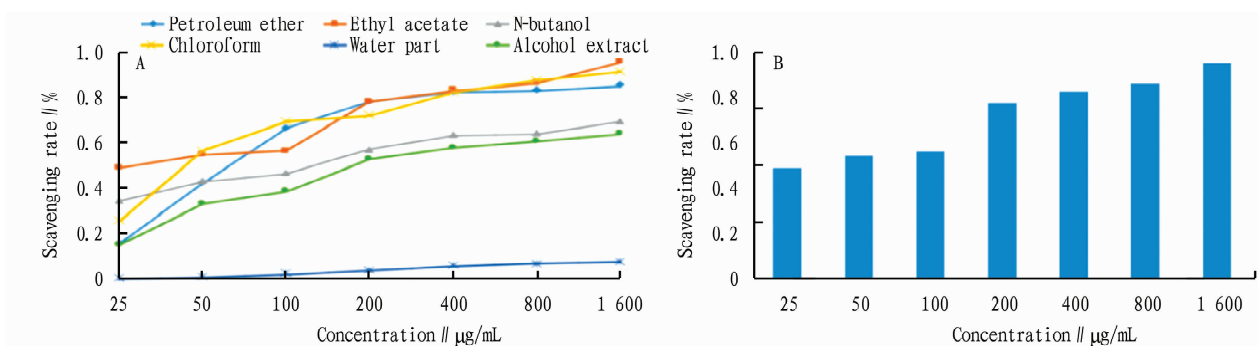 Petroleum ether Ethyl acetate N-butanol
Chloroform Water part Alcohol extract
A
Scavenging rate // %
1.0
0.8
0.6
0.4
0.2
0
25 50 100 200 400 800 1 600
Concentration // μg/mL
B
Scavenging rate // %
1.0
0.8
0.6
0.4
0.2
0
25 50 100 200 400 800 1 600
Concentration // μg/mL